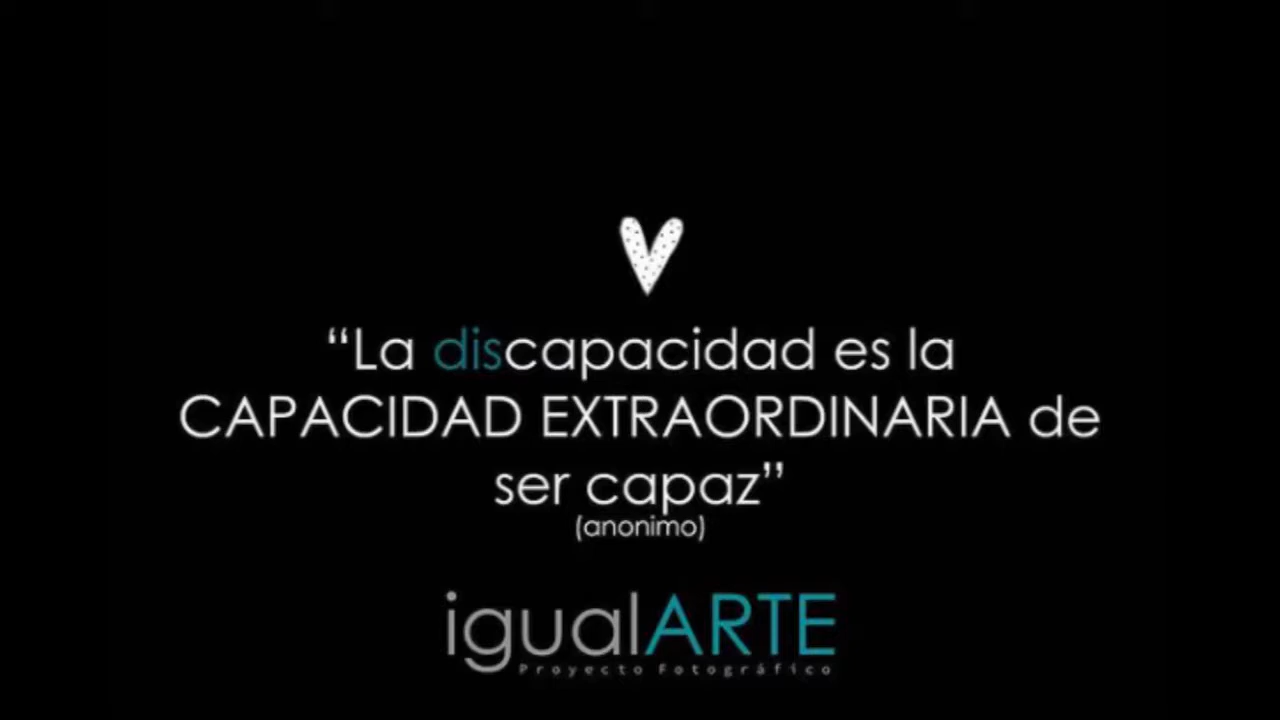 “La discapacidad es la
CAPACIDAD EXTRAORDINARIA de
ser capaz”
(anonimo)
igualARTE
Proyecto Fotográfico